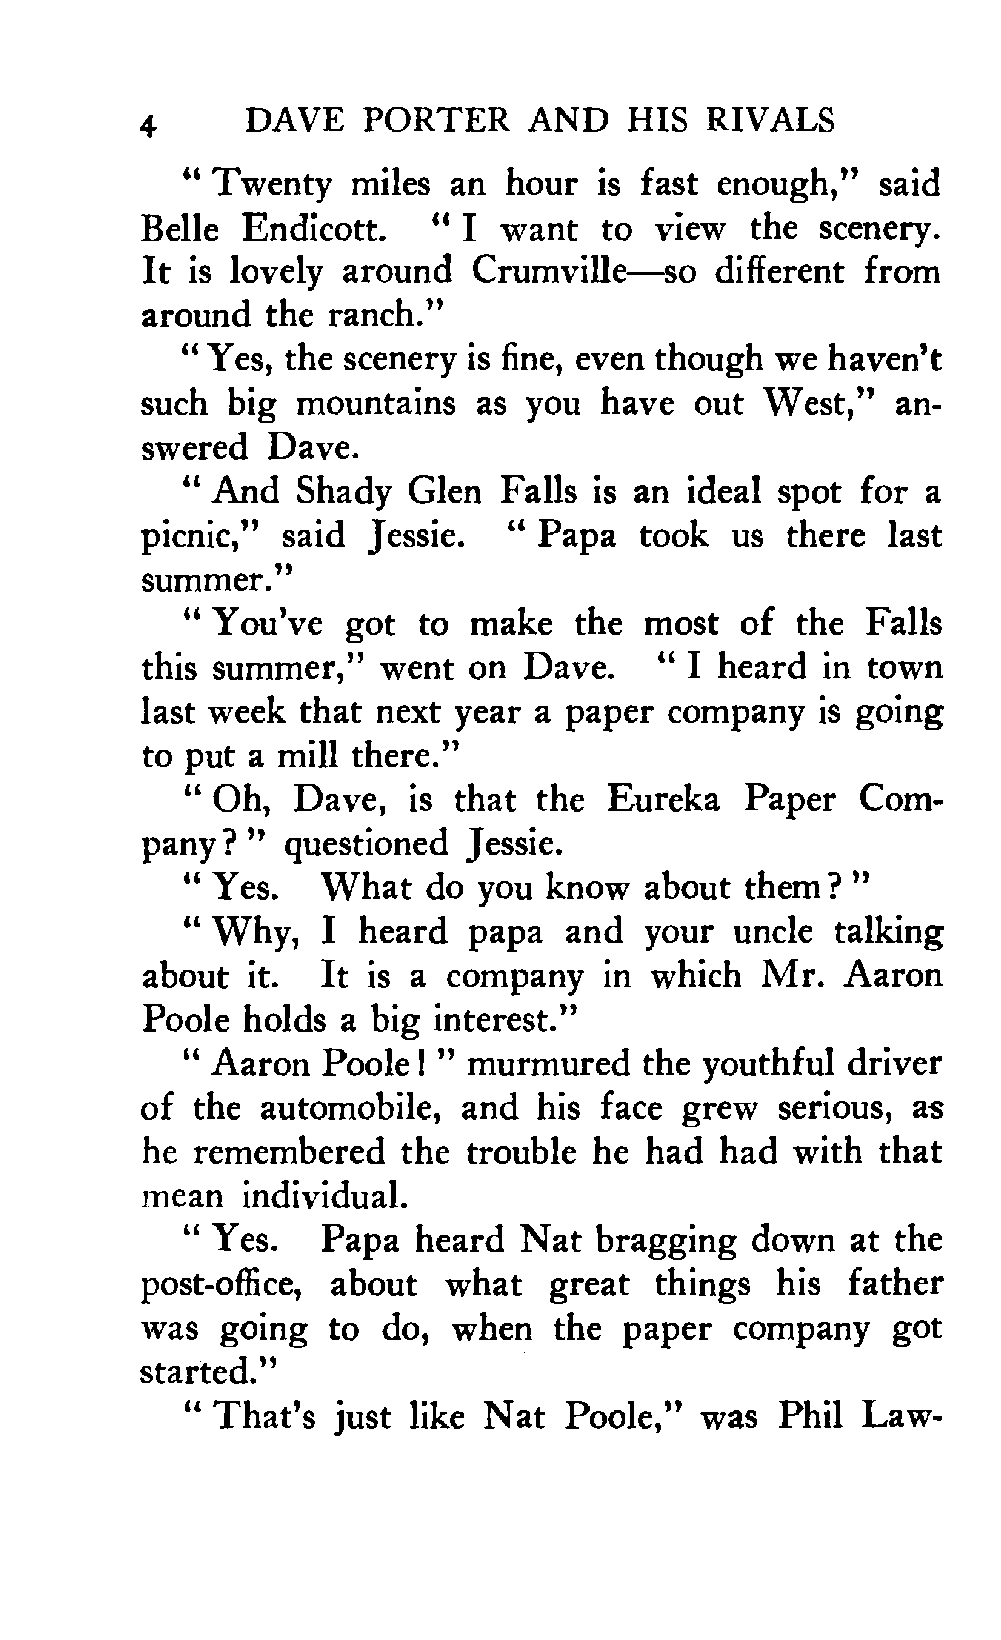 4 DAVE PORTER AND HIS RIVALS
" Twenty miles an hour is fast enough," said
Belle Endicott. " I want to view the scenery.
It is lovely around Crumville—so different from
around the ranch."
" Yes, the scenery is fine, even though we haven't
such big mountains as you have out West," an-
swered Dave.
" And Shady Glen Falls is an ideal spot for a
picnic," said Jessie. " Papa took us there last
summer."
" You've got to make the most of the Falls
this summer," went on Dave. " I heard in town
last week that next year a paper company is going
to put a mill there."
" Oh, Dave, is that the Eureka Paper Com-
pany? " questioned Jessie.
" Yes. What do you know about them? "
" Why, I heard papa and your uncle talking
about it. It is a company in which Mr. Aaron
Poole holds a big interest."
" Aaron Poole! " murmured the youthful driver
of the automobile, and his face grew serious, as
he remembered the trouble he had had with that
mean individual.
" Yes. Papa heard Nat bragging down at the
post-office, about what great things his father
was going to do, when the paper company got
started."
" That's just like Nat Poole," was Phil Law-